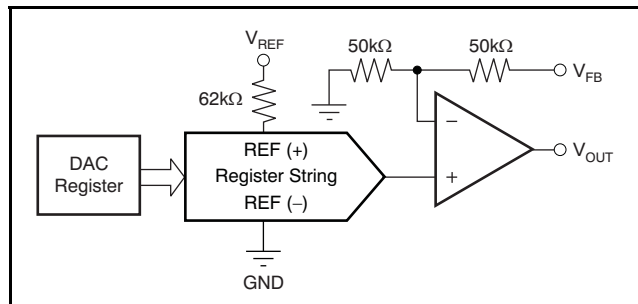 V_REF
62kΩ
50kΩ
50kΩ
V_FB
DAC
Register
REF (+)
Register String
REF (−)
−
+
V_OUT
GND